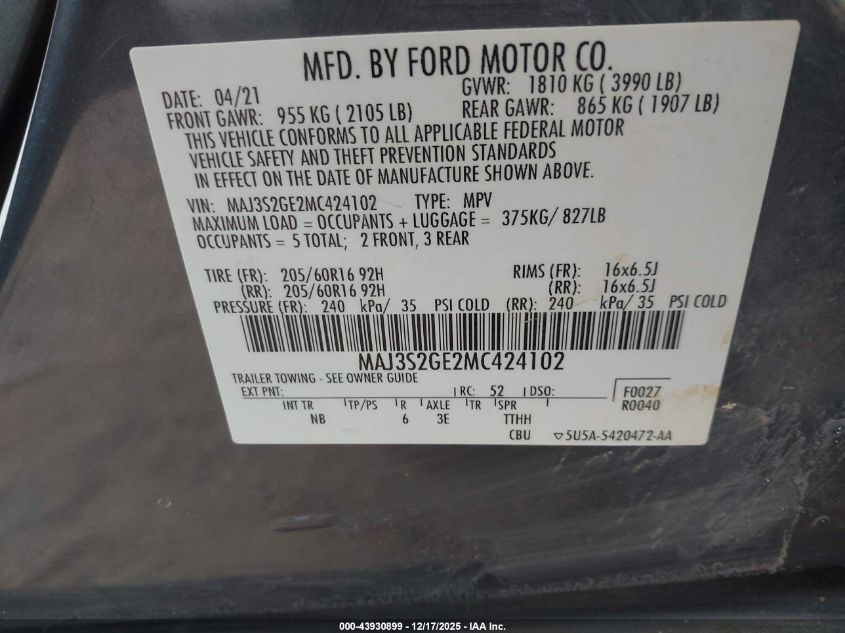 MFD. BY FORD MOTOR CO.
DATE: 04/21 GVWR: 1810 KG ( 3990 LB)
FRONT GAWR: 955 KG ( 2105 LB) REAR GAWR: 865 KG ( 1907 LB)
THIS VEHICLE CONFORMS TO ALL APPLICABLE FEDERAL MOTOR
VEHICLE SAFETY AND THEFT PREVENTION STANDARDS
IN EFFECT ON THE DATE OF MANUFACTURE SHOWN ABOVE.
VIN: MAJ3S2GE2MC424102 TYPE: MPV
MAXIMUM LOAD = OCCUPANTS + LUGGAGE = 375KG/ 827LB
OCCUPANTS = 5 TOTAL; 2 FRONT, 3 REAR
TIRE (FR): 205/60R16 92H RIMS (FR): 16x6.5J
(RR): 205/60R16 92H (RR): 16x6.5J
PRESSURE (FR): 240 kPa/ 35 PSI COLD (RR): 240 kPa/ 35 PSI COLD
MAJ3S2GE2MC424102
TRAILER TOWING - SEE OWNER GUIDE
EXT PNT: RC: 52 DSO: F0027
INT TR TP/PS R AXLE TR SPR R0040
NB 6 3E TTHH
CBU ▽5U5A-5420472-AA
000-43930899 - 12/17/2025 - IAA Inc.